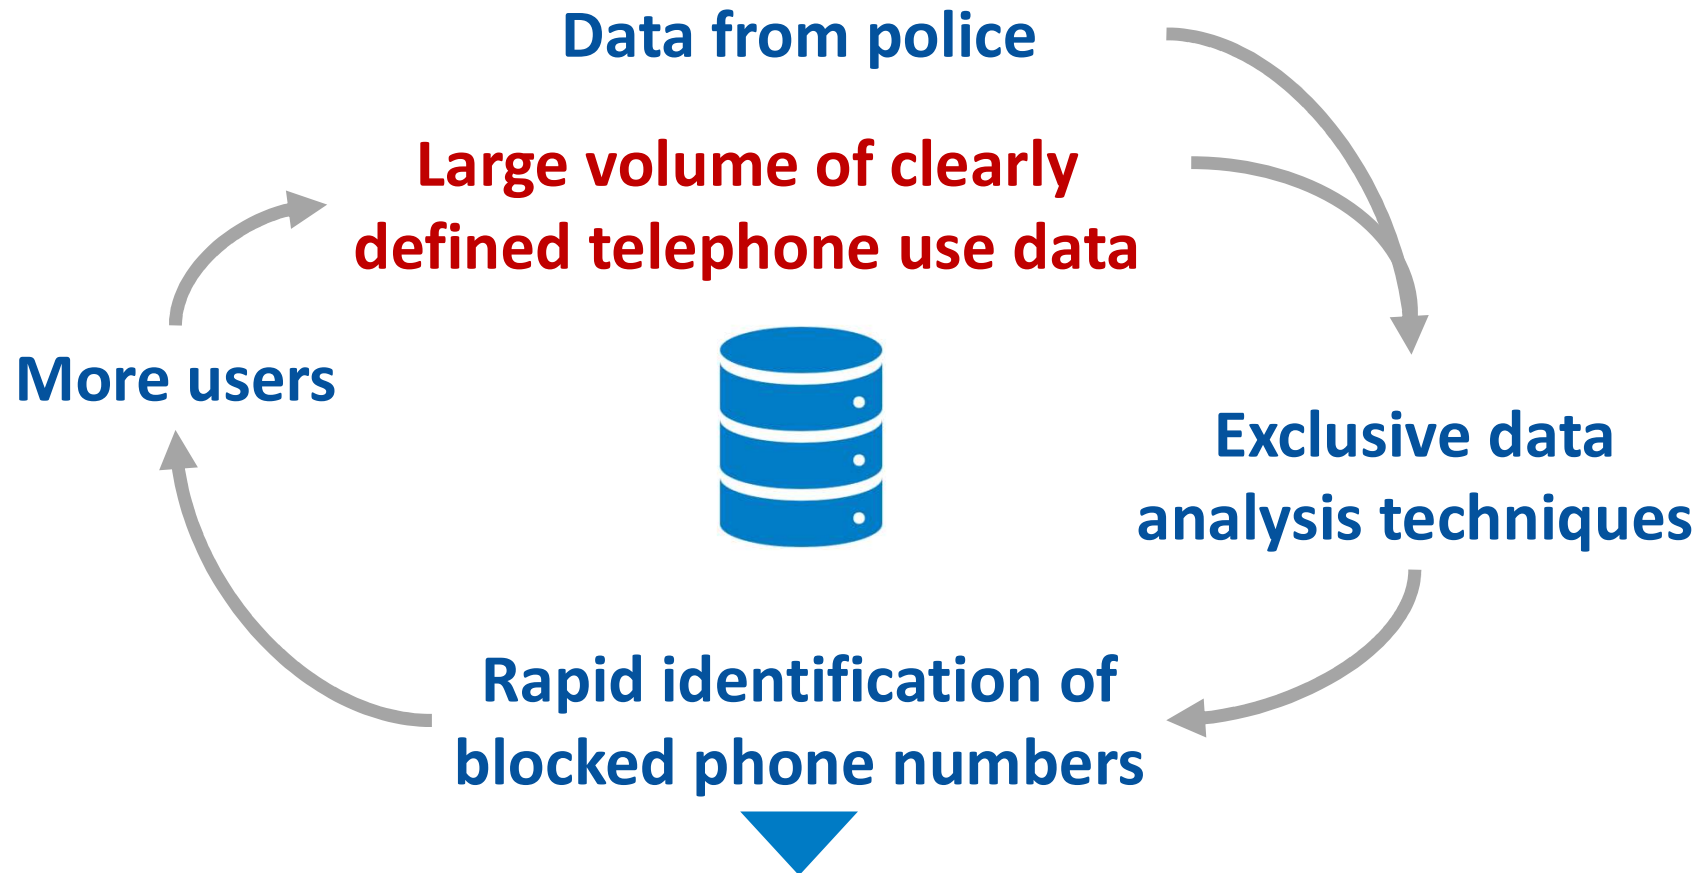 Data from police
Large volume of clearly
defined telephone use data
More users
Exclusive data
analysis techniques
Rapid identification of
blocked phone numbers